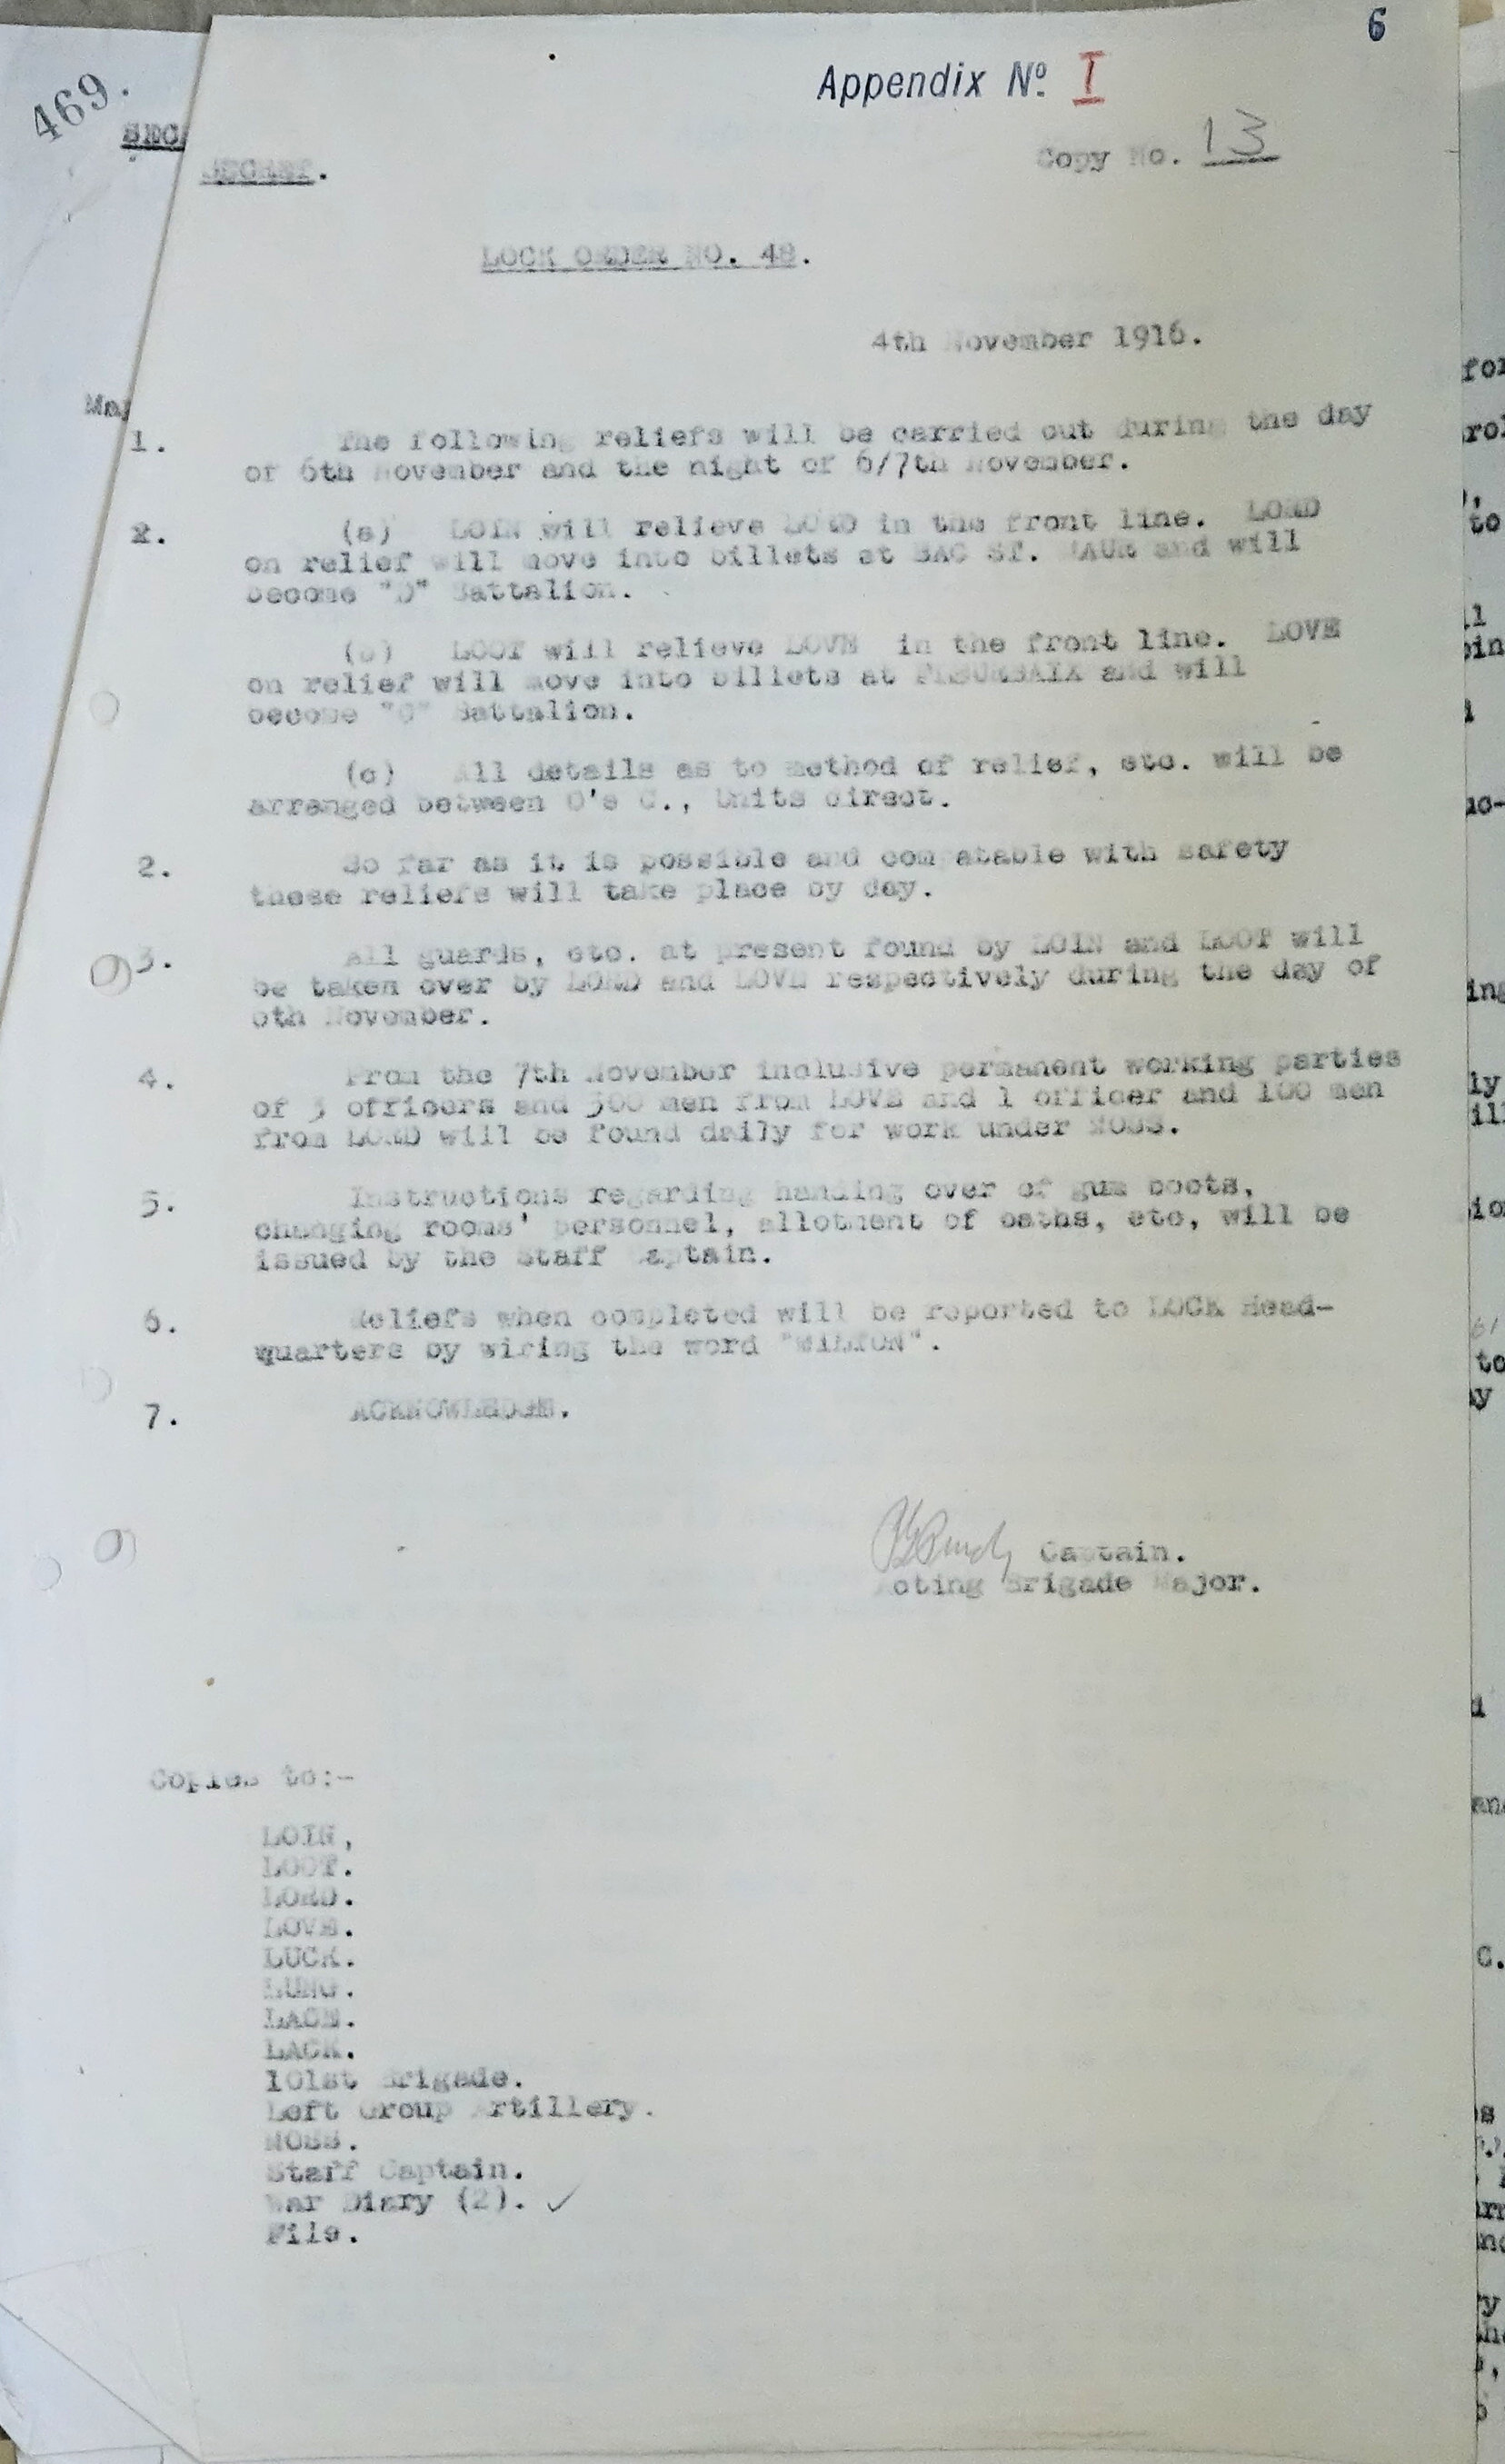 6
Appendix No. I
469.
SEC
SECRET.
Copy No. 13
LOCK ORDER NO. 48.
4th November 1916.
Ma
1. The following reliefs will be carried out during the day
of 6th November and the night of 6/7th November.
2. (a) LOIN will relieve LORD in the front line. LORD
on relief will move into billets at SAC ST. MAUR and will
become "D" Battalion.
(b) LOOT will relieve LOVE in the front line. LOVE
on relief will move into billets at FLEURBAIX and will
become "C" Battalion.
(c) All details as to method of relief, etc. will be
arranged between O's C., Units direct.
2. So far as it is possible and compatable with safety
these reliefs will take place by day.
3. All guards, etc. at present found by LOIN and LOOT will
be taken over by LORD and LOVE respectively during the day of
6th November.
4. From the 7th November inclusive permanent working parties
of 3 officers and 300 men from LOVE and 1 officer and 100 men
from LORD will be found daily for work under
5. Instructions regarding handing over of gum boots,
changing rooms' personnel, allotment of baths, etc, will be
issued by the Staff Captain.
6. Reliefs when completed will be reported to LOCK Head-
quarters by wiring the word "WILTON".
7. ACKNOWLEDGE.
Captain.
Acting Brigade Major.
Copies to:-
LOIN,
LOOT.
LORD.
LOVE.
LUCK.
LUNG.
LACE.
LACK.
101st Brigade.
Left Group Artillery.
Staff Captain.
War Diary (2). ✓
File.